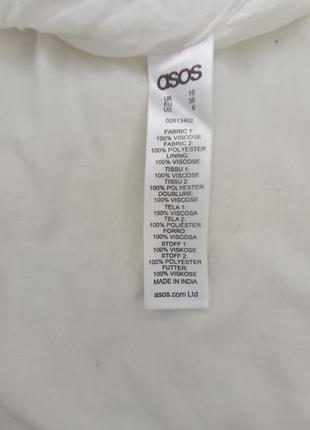 asos
UK 10
EU 38
US 6
02613402
FABRIC 1:
100% VISCOSE
FABRIC 2:
100% POLYESTER
LINING:
100% VISCOSE
TISSU 1:
100% VISCOSE
TISSU 2:
100% POLYESTER
DOUBLURE:
100% VISCOSE
TELA 1:
100% VISCOSA
TELA 2:
100% POLIÉSTER
FORRO:
100% VISCOSA
STOFF 1:
100% VISKOSE
STOFF 2:
100% POLYESTER
FUTTER:
100% VISKOSE
MADE IN INDIA
asos.com Ltd